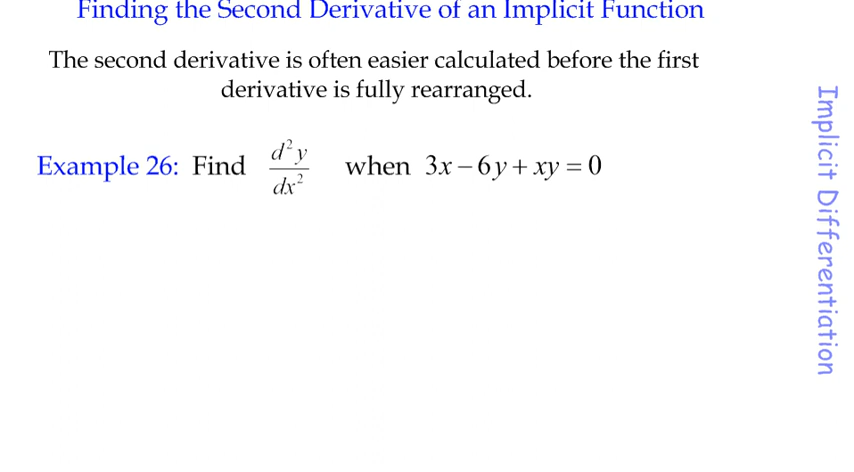 Finding the Second Derivative of an Implicit Function
The second derivative is often easier calculated before the first
derivative is fully rearranged.
Example 26: Find d²y/dx² when 3x − 6y + xy = 0
Implicit Differentiation